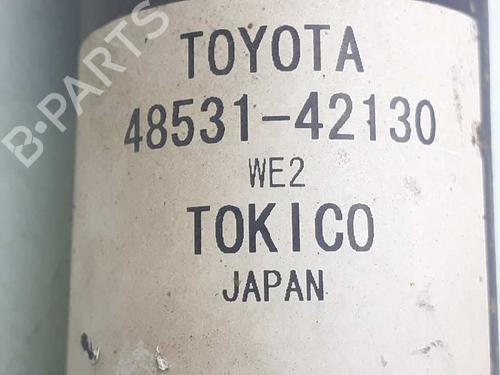 B-PARTS
TOYOTA
48531-42130
WE2
TOKICO
JAPAN